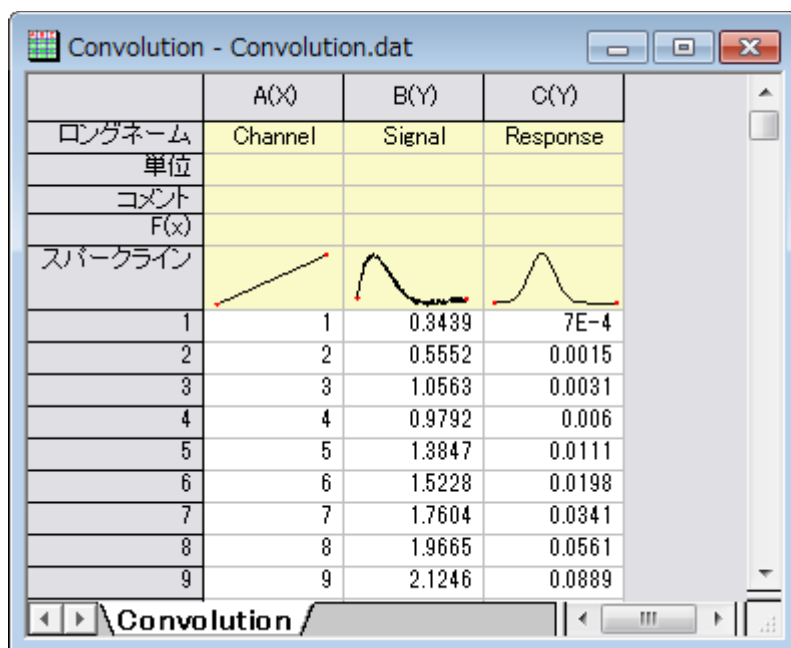 Convolution - Convolution.dat
A(X) B(Y) C(Y)
ロングネーム Channel Signal Response
単位
コメント
F(x)
スパークライン
1 1 0.3439 7E-4
2 2 0.5552 0.0015
3 3 1.0563 0.0031
4 4 0.9792 0.006
5 5 1.3847 0.0111
6 6 1.5228 0.0198
7 7 1.7604 0.0341
8 8 1.9665 0.0561
9 9 2.1246 0.0889
Convolution